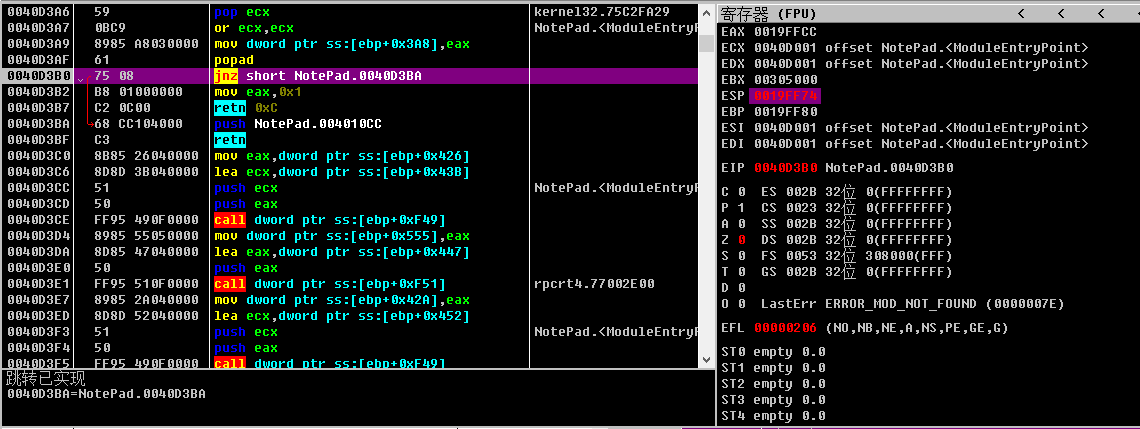 0040D3A6 59 pop ecx kernel32.75C2FA29
0040D3A7 0BC9 or ecx,ecx NotePad.<ModuleEntryF
0040D3A9 8985 A8030000 mov dword ptr ss:[ebp+0x3A8],eax
0040D3AF 61 popad
0040D3B0 75 08 jnz short NotePad.0040D3BA
0040D3B2 B8 01000000 mov eax,0x1
0040D3B7 C2 0C00 retn 0xC
0040D3BA 68 CC104000 push NotePad.004010CC
0040D3BF C3 retn
0040D3C0 8B85 26040000 mov eax,dword ptr ss:[ebp+0x426]
0040D3C6 8D8D 3B040000 lea ecx,dword ptr ss:[ebp+0x43B]
0040D3CC 51 push ecx NotePad.<ModuleEntryF
0040D3CD 50 push eax
0040D3CE FF95 490F0000 call dword ptr ss:[ebp+0xF49]
0040D3D4 8985 55050000 mov dword ptr ss:[ebp+0x555],eax
0040D3DA 8D85 47040000 lea eax,dword ptr ss:[ebp+0x447]
0040D3E0 50 push eax
0040D3E1 FF95 510F0000 call dword ptr ss:[ebp+0xF51] rpcrt4.77002E00
0040D3E7 8985 2A040000 mov dword ptr ss:[ebp+0x42A],eax
0040D3ED 8D8D 52040000 lea ecx,dword ptr ss:[ebp+0x452]
0040D3F3 51 push ecx NotePad.<ModuleEntryF
0040D3F4 50 push eax
0040D3F5 FF95 490F0000 call dword ptr ss:[ebp+0xF49]
跳转已实现
0040D3BA=NotePad.0040D3BA
寄存器 (FPU) < < <
EAX 0019FFCC
ECX 0040D001 offset NotePad.<ModuleEntryPoint>
EDX 0040D001 offset NotePad.<ModuleEntryPoint>
EBX 00305000
ESP 0019FF74
EBP 0019FF80
ESI 0040D001 offset NotePad.<ModuleEntryPoint>
EDI 0040D001 offset NotePad.<ModuleEntryPoint>
EIP 0040D3B0 NotePad.0040D3B0
C 0 ES 002B 32位 0(FFFFFFFF)
P 1 CS 0023 32位 0(FFFFFFFF)
A 0 SS 002B 32位 0(FFFFFFFF)
Z 0 DS 002B 32位 0(FFFFFFFF)
S 0 FS 0053 32位 308000(FFF)
T 0 GS 002B 32位 0(FFFFFFFF)
D 0
O 0 LastErr ERROR_MOD_NOT_FOUND (0000007E)
EFL 00000206 (NO,NB,NE,A,NS,PE,GE,G)
ST0 empty 0.0
ST1 empty 0.0
ST2 empty 0.0
ST3 empty 0.0
ST4 empty 0.0